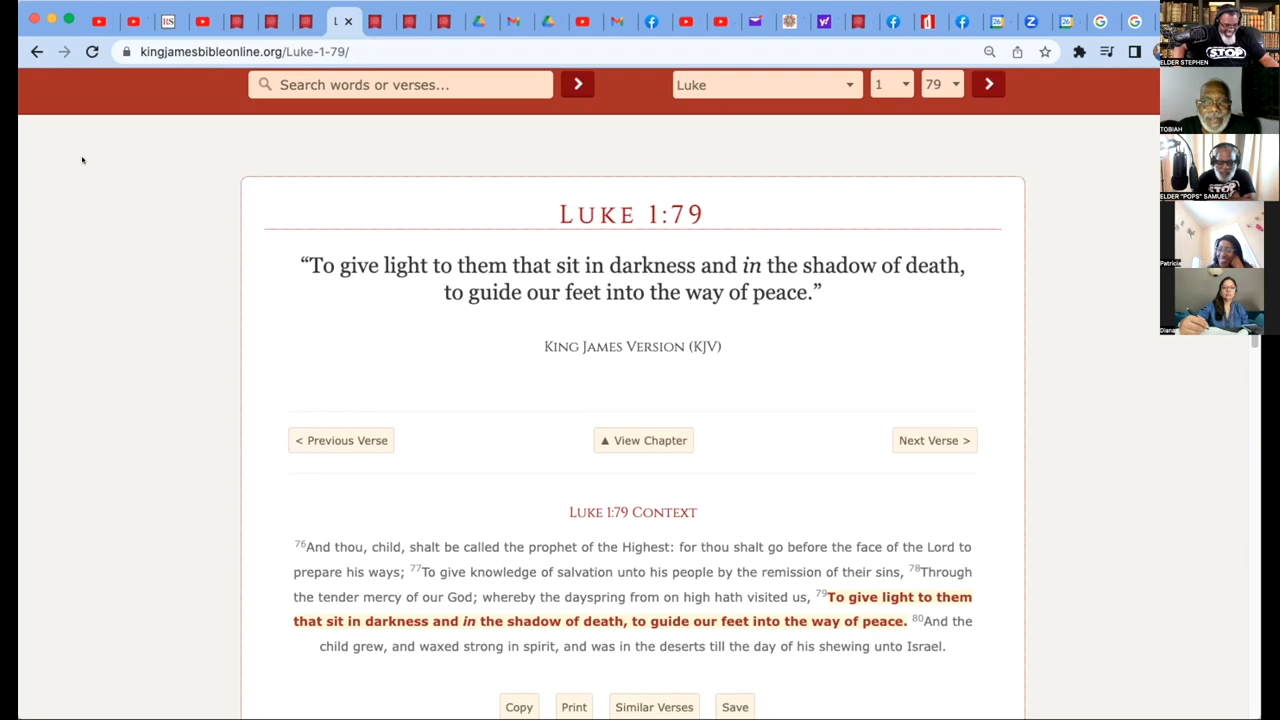 kingjamesbibleonline.org/Luke-1-79/
Search words or verses...
Luke
1
79
ELDER STEPHEN
TOBIAH
ELDER "POPS" SAMUEL
Patricia
Diana
Luke 1:79
“To give light to them that sit in darkness and in the shadow of death,
to guide our feet into the way of peace.”
King James Version (KJV)
< Previous Verse
▲ View Chapter
Next Verse >
Luke 1:79 Context
76And thou, child, shalt be called the prophet of the Highest: for thou shalt go before the face of the Lord to
prepare his ways; 77To give knowledge of salvation unto his people by the remission of their sins, 78Through
the tender mercy of our God; whereby the dayspring from on high hath visited us, 79To give light to them
that sit in darkness and in the shadow of death, to guide our feet into the way of peace. 80And the
child grew, and waxed strong in spirit, and was in the deserts till the day of his shewing unto Israel.
Copy
Print
Similar Verses
Save